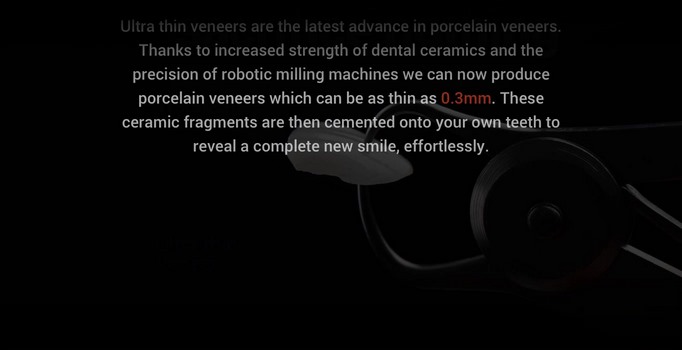 Ultra thin veneers are the latest advance in porcelain veneers.
Thanks to increased strength of dental ceramics and the
precision of robotic milling machines we can now produce
porcelain veneers which can be as thin as 0.3mm. These
ceramic fragments are then cemented onto your own teeth to
reveal a complete new smile, effortlessly.